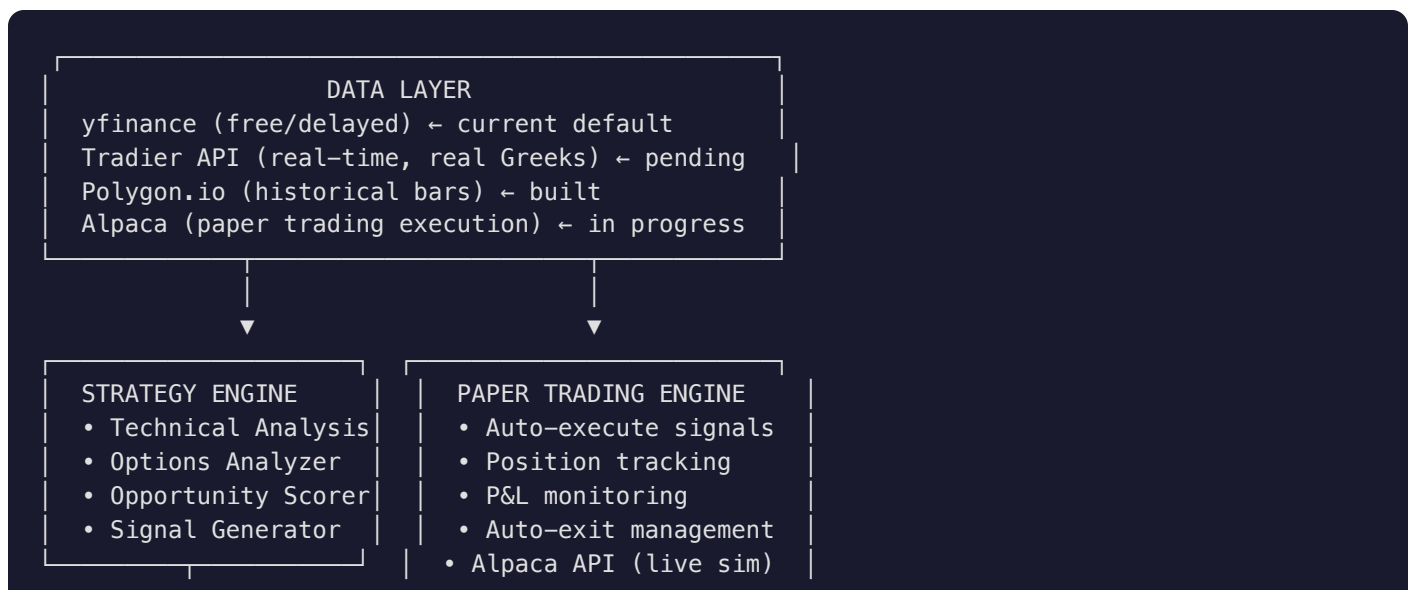 DATA LAYER
yfinance (free/delayed) ← current default
Tradier API (real-time, real Greeks) ← pending
Polygon.io (historical bars) ← built
Alpaca (paper trading execution) ← in progress
STRATEGY ENGINE
• Technical Analysis
• Options Analyzer
• Opportunity Scorer
• Signal Generator
PAPER TRADING ENGINE
• Auto-execute signals
• Position tracking
• P&L monitoring
• Auto-exit management
• Alpaca API (live sim)